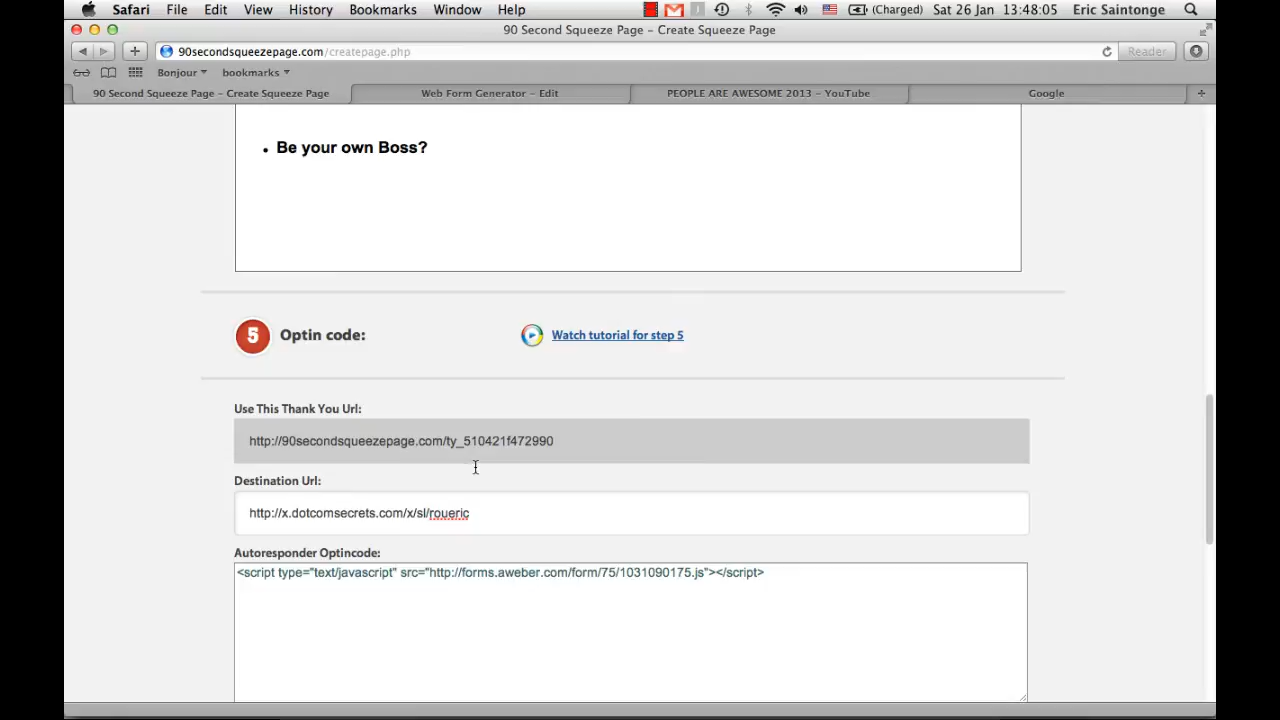 Safari File Edit View History Bookmarks Window Help (Charged) Sat 26 Jan 13:48:05 Eric Saintonge
90 Second Squeeze Page – Create Squeeze Page
90secondsqueezepage.com/createpage.php Reader
Bonjour bookmarks
90 Second Squeeze Page – Create Squeeze Page Web Form Generator – Edit PEOPLE ARE AWESOME 2013 – YouTube Google
• Be your own Boss?
5 Optin code: Watch tutorial for step 5
Use This Thank You Url:
http://90secondsqueezepage.com/ty_510421f472990
Destination Url:
http://x.dotcomsecrets.com/x/sl/roueric
Autoresponder Optincode:
<script type="text/javascript" src="http://forms.aweber.com/form/75/1031090175.js"></script>